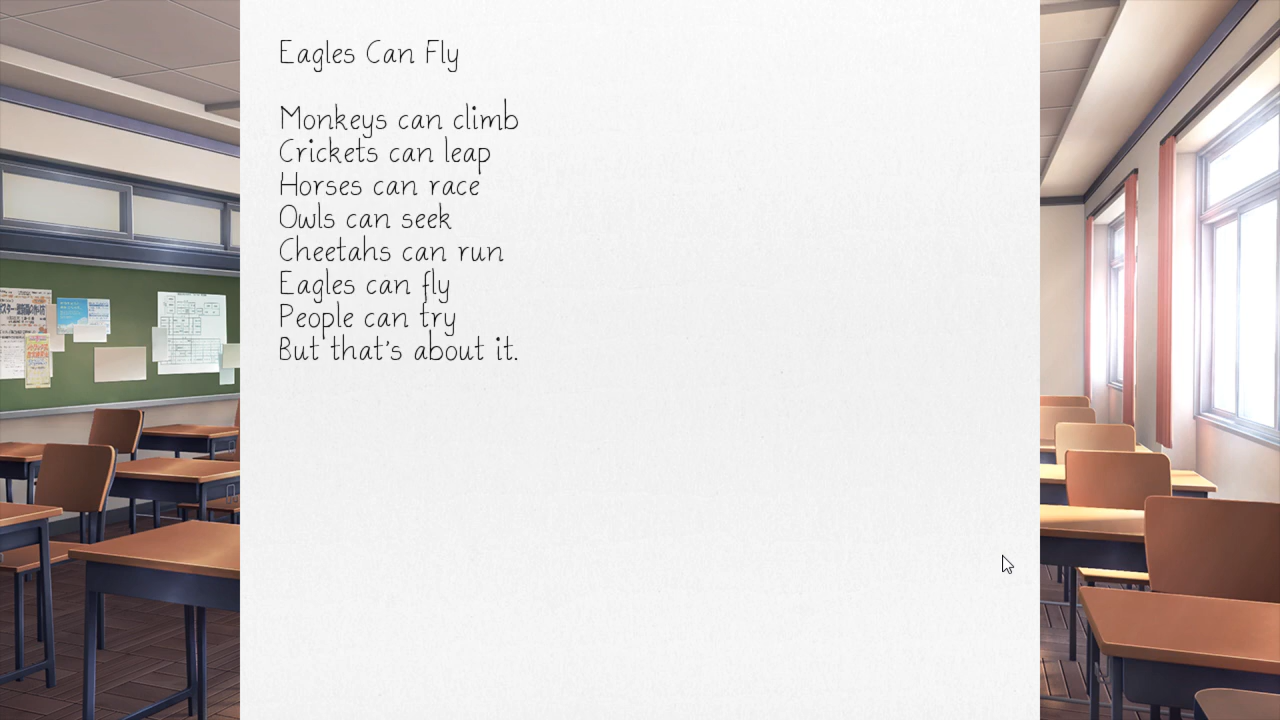 Eagles Can Fly
Monkeys can climb
Crickets can leap
Horses can race
Owls can seek
Cheetahs can run
Eagles can fly
People can try
But that's about it.